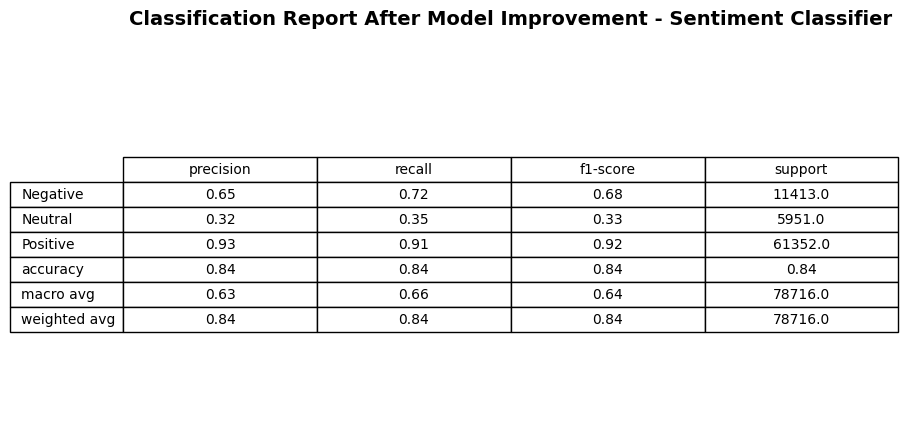 Classification Report After Model Improvement - Sentiment Classifier
precision recall f1-score support
Negative 0.65 0.72 0.68 11413.0
Neutral 0.32 0.35 0.33 5951.0
Positive 0.93 0.91 0.92 61352.0
accuracy 0.84 0.84 0.84 0.84
macro avg 0.63 0.66 0.64 78716.0
weighted avg 0.84 0.84 0.84 78716.0